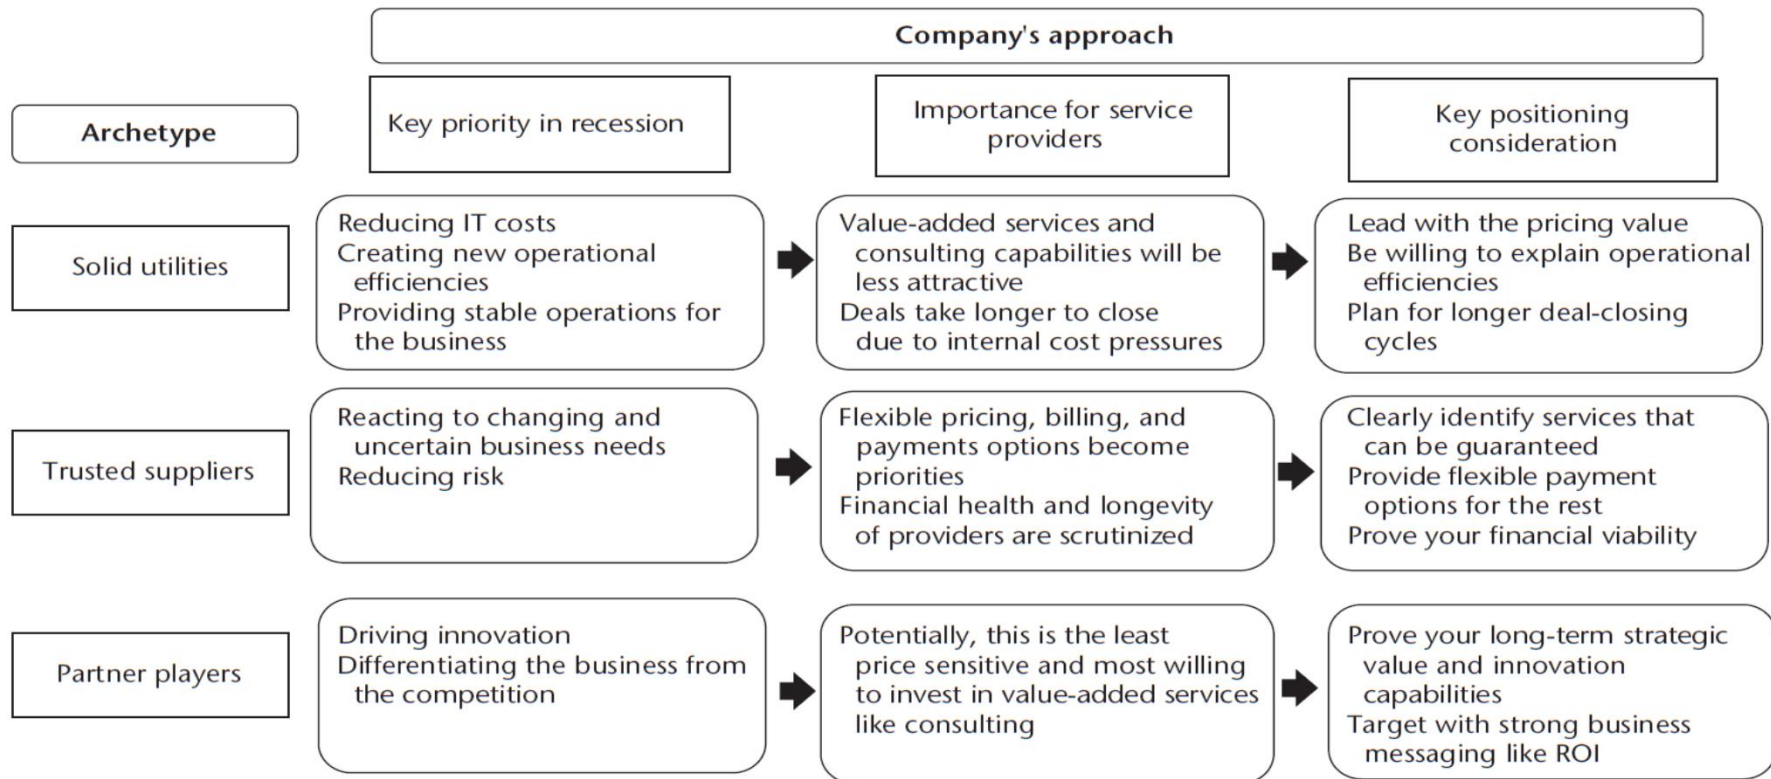 Company's approach
Archetype
Key priority in recession
Importance for service
providers
Key positioning
consideration
Solid utilities
Reducing IT costs
Creating new operational
efficiencies
Providing stable operations for
the business
Value-added services and
consulting capabilities will be
less attractive
Deals take longer to close
due to internal cost pressures
Lead with the pricing value
Be willing to explain operational
efficiencies
Plan for longer deal-closing
cycles
Trusted suppliers
Reacting to changing and
uncertain business needs
Reducing risk
Flexible pricing, billing, and
payments options become
priorities
Financial health and longevity
of providers are scrutinized
Clearly identify services that
can be guaranteed
Provide flexible payment
options for the rest
Prove your financial viability
Partner players
Driving innovation
Differentiating the business from
the competition
Potentially, this is the least
price sensitive and most willing
to invest in value-added services
like consulting
Prove your long-term strategic
value and innovation
capabilities
Target with strong business
messaging like ROI